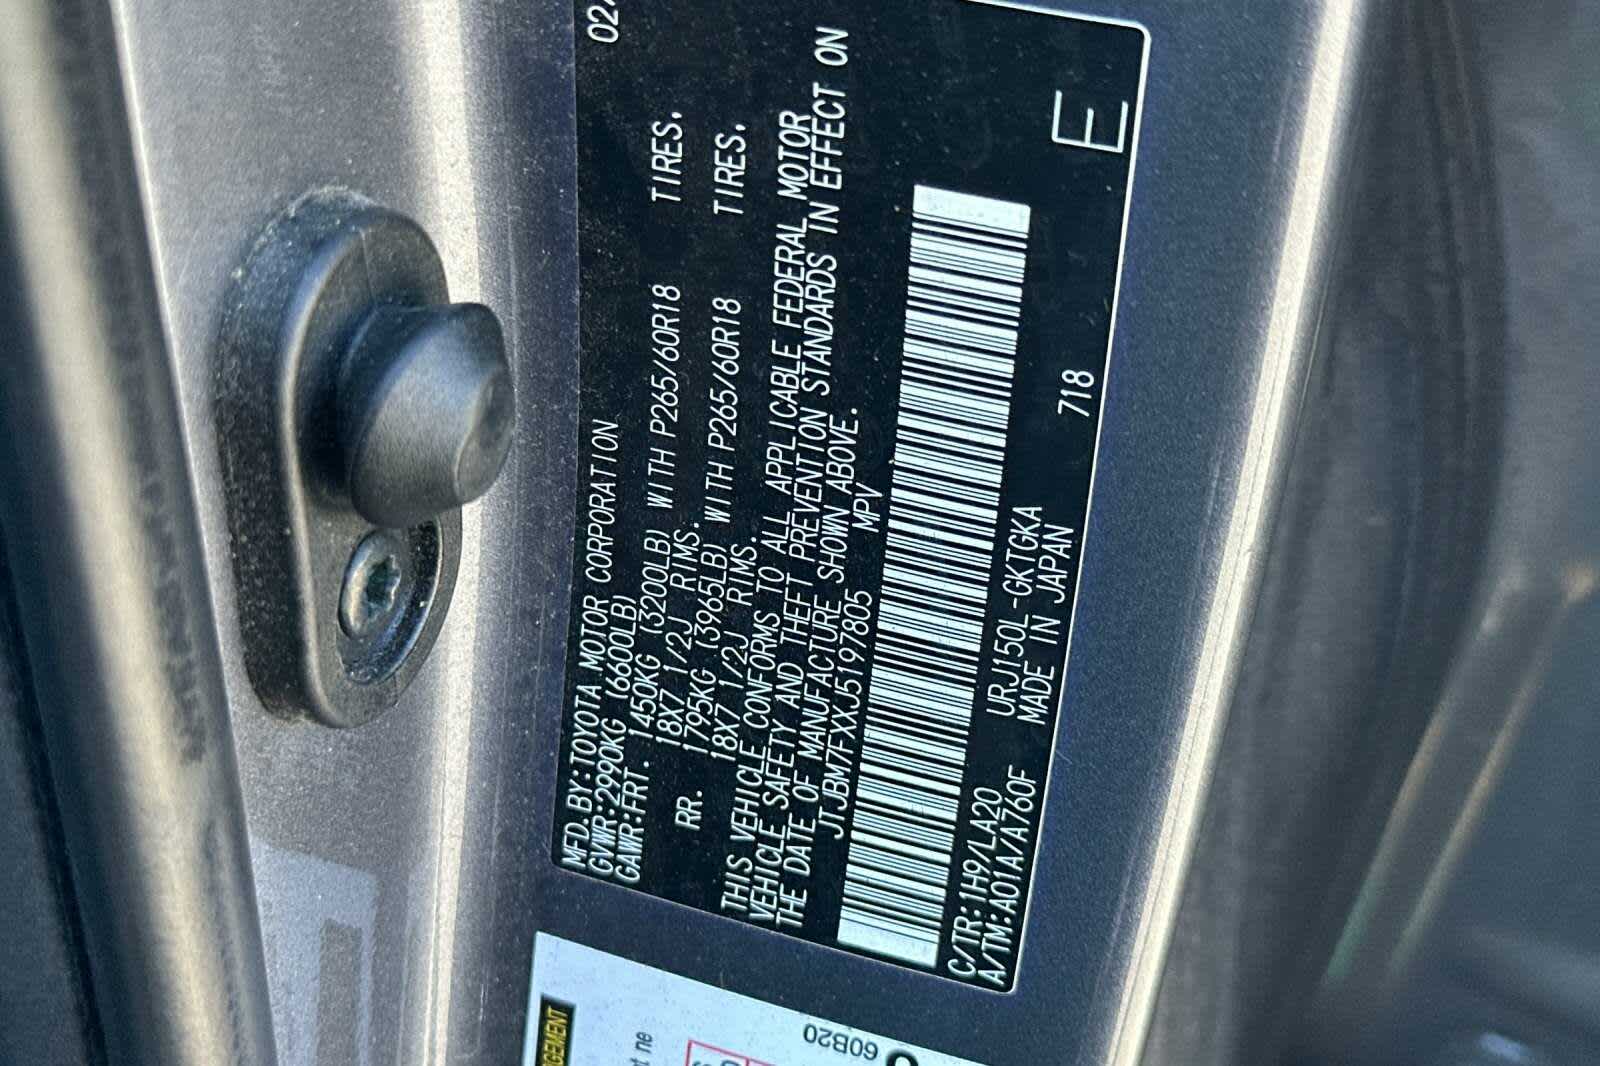 02/
MFD.BY:TOYOTA MOTOR CORPORATION
GVWR:2990KG (6600LB)
GAWR:FRT. 1450KG (3200LB) WITH P265/60R18 TIRES.
18X7 1/2J RIMS.
RR. 1795KG (3965LB) WITH P265/60R18 TIRES.
18X7 1/2J RIMS.
THIS VEHICLE CONFORMS TO ALL APPLICABLE FEDERAL MOTOR
VEHICLE SAFETY AND THEFT PREVENTION STANDARDS IN EFFECT ON
THE DATE OF MANUFACTURE SHOWN ABOVE.
JTJBM7FXXJ5197805 MPV
C/TR:1H9/LA20 URJ150L-GKTGKA 718
A/TM:A01A/A760F MADE IN JAPAN
E
60B20